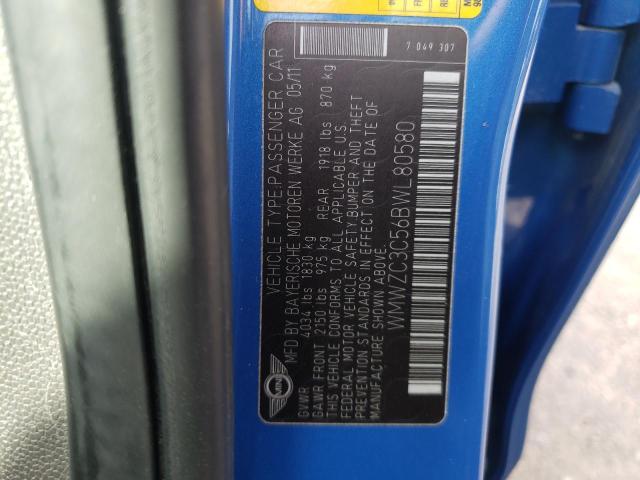 VEHICLE TYPE:PASSENGER CAR
MFD BY BAYERISCHE MOTOREN WERKE AG 05/11
GVWR 4034 lbs 1830 kg
GAWR FRONT 2150 lbs 975 kg REAR 1918 lbs 870 kg
THIS VEHICLE CONFORMS TO ALL APPLICABLE U.S.
FEDERAL MOTOR VEHICLE SAFETY,BUMPER AND THEFT
PREVENTION STANDARDS IN EFFECT ON THE DATE OF
MANUFACTURE SHOWN ABOVE.
WMWZC3C56BWL80580
7 049 307
MINI